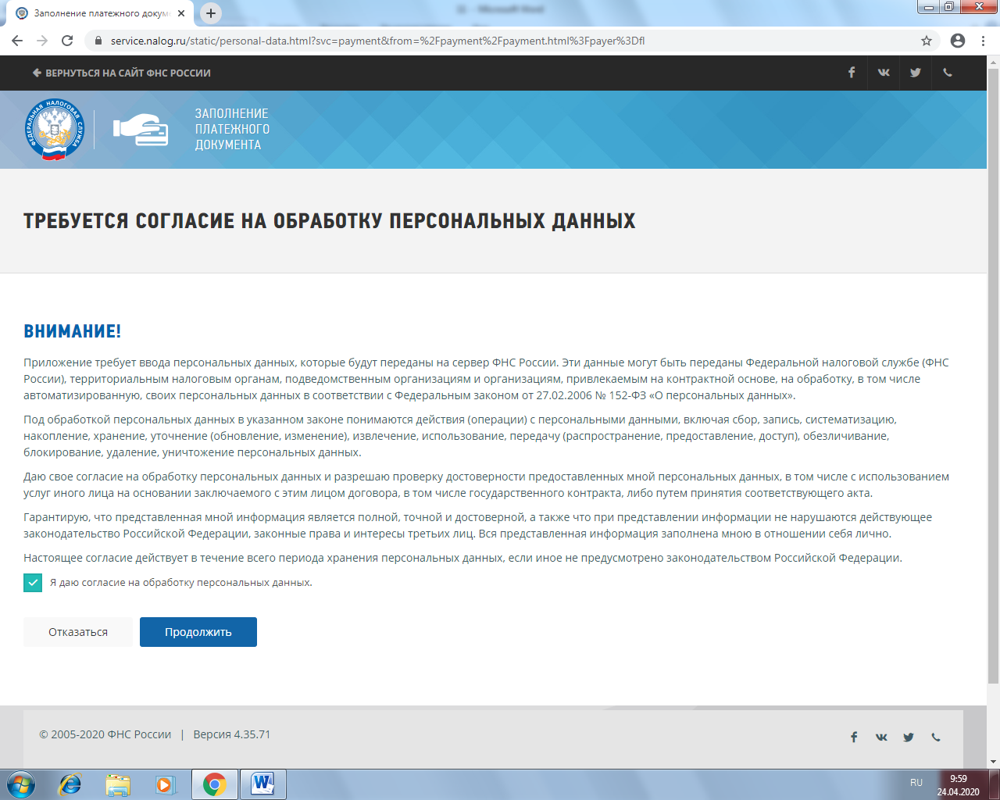 Microsoft Word
Заполнение платежного докум
service.nalog.ru/static/personal-data.html?svc=payment&from=%2Fpayment%2Fpayment.html%3Fpayer%3Dfl
ВЕРНУТЬСЯ НА САЙТ ФНС РОССИИ
ФЕДЕРАЛЬНАЯ НАЛОГОВАЯ СЛУЖБА
ЗАПОЛНЕНИЕ
ПЛАТЕЖНОГО
ДОКУМЕНТА
ТРЕБУЕТСЯ СОГЛАСИЕ НА ОБРАБОТКУ ПЕРСОНАЛЬНЫХ ДАННЫХ
ВНИМАНИЕ!
Приложение требует ввода персональных данных, которые будут переданы на сервер ФНС России. Эти данные могут быть переданы Федеральной налоговой службе (ФНС
России), территориальным налоговым органам, подведомственным организациям и организациям, привлекаемым на контрактной основе, на обработку, в том числе
автоматизированную, своих персональных данных в соответствии с Федеральным законом от 27.02.2006 № 152-ФЗ «О персональных данных».
Под обработкой персональных данных в указанном законе понимаются действия (операции) с персональными данными, включая сбор, запись, систематизацию,
накопление, хранение, уточнение (обновление, изменение), извлечение, использование, передачу (распространение, предоставление, доступ), обезличивание,
блокирование, удаление, уничтожение персональных данных.
Даю свое согласие на обработку персональных данных и разрешаю проверку достоверности предоставленных мной персональных данных, в том числе с использованием
услуг иного лица на основании заключаемого с этим лицом договора, в том числе государственного контракта, либо путем принятия соответствующего акта.
Гарантирую, что представленная мной информация является полной, точной и достоверной, а также что при представлении информации не нарушаются действующее
законодательство Российской Федерации, законные права и интересы третьих лиц. Вся представленная информация заполнена мною в отношении себя лично.
Настоящее согласие действует в течение всего периода хранения персональных данных, если иное не предусмотрено законодательством Российской Федерации.
Я даю согласие на обработку персональных данных.
Отказаться
Продолжить
© 2005-2020 ФНС России | Версия 4.35.71
RU
9:59
24.04.2020